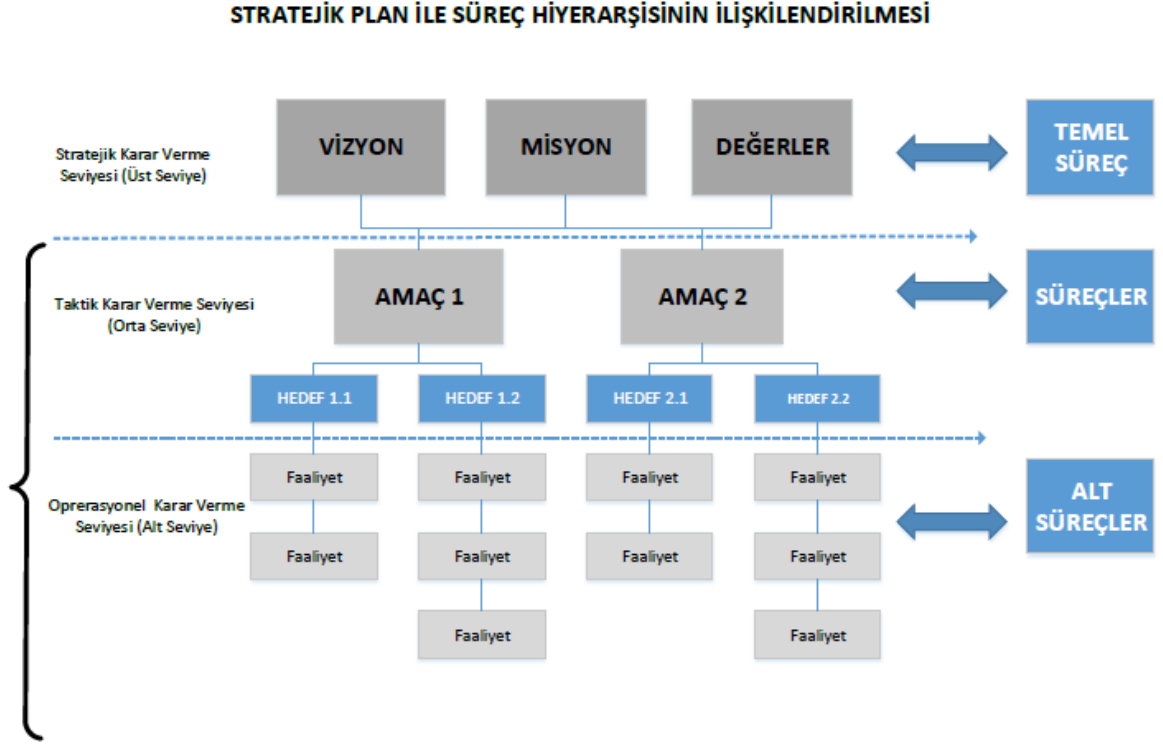 STRATEJİK PLAN İLE SÜREÇ HİYERARŞİSİNİN İLİŞKİLENDİRİLMESİ
Stratejik Karar Verme
Seviyesi (Üst Seviye)
VİZYON
MİSYON
DEĞERLER
TEMEL
SÜREÇ
Taktik Karar Verme Seviyesi
(Orta Seviye)
AMAÇ 1
AMAÇ 2
SÜREÇLER
HEDEF 1.1
HEDEF 1.2
HEDEF 2.1
HEDEF 2.2
Oprerasyonel Karar Verme
Seviyesi (Alt Seviye)
Faaliyet
Faaliyet
Faaliyet
Faaliyet
ALT
SÜREÇLER
Faaliyet
Faaliyet
Faaliyet
Faaliyet
Faaliyet
Faaliyet